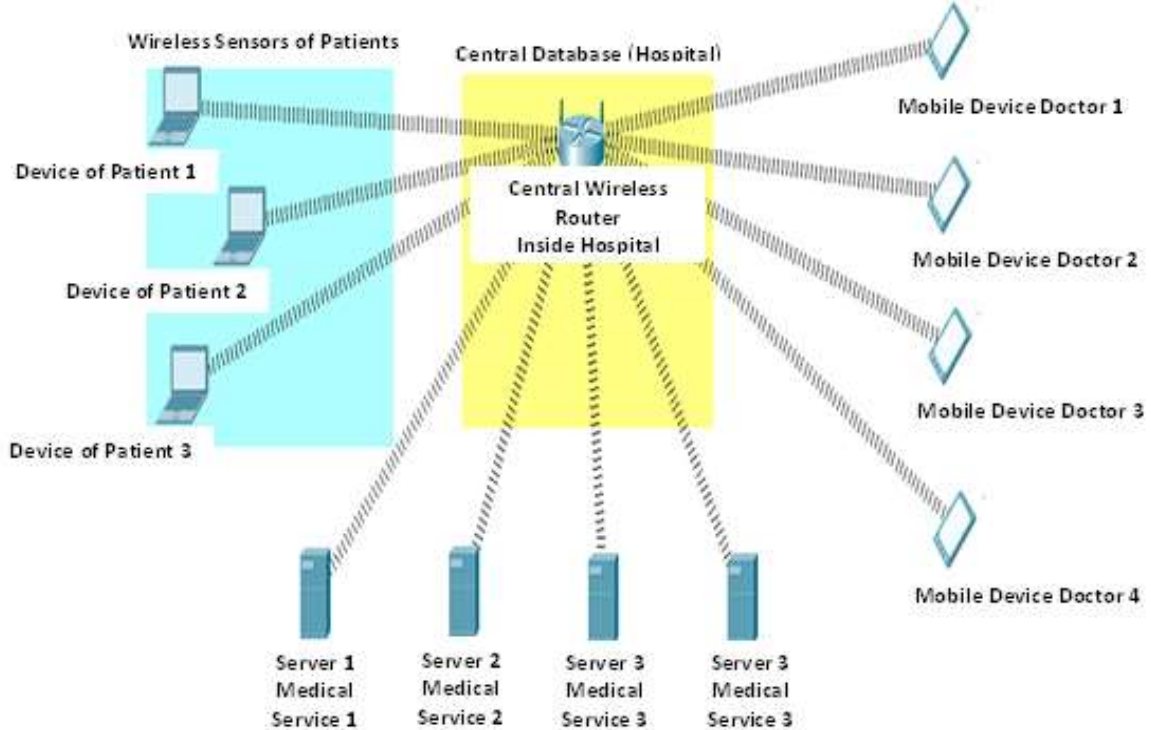 Wireless Sensors of Patients
Central Database (Hospital)
Mobile Device Doctor 1
Device of Patient 1
Central Wireless
Router
Inside Hospital
Mobile Device Doctor 2
Device of Patient 2
Mobile Device Doctor 3
Device of Patient 3
Mobile Device Doctor 4
Server 1
Medical
Service 1
Server 2
Medical
Service 2
Server 3
Medical
Service 3
Server 3
Medical
Service 3